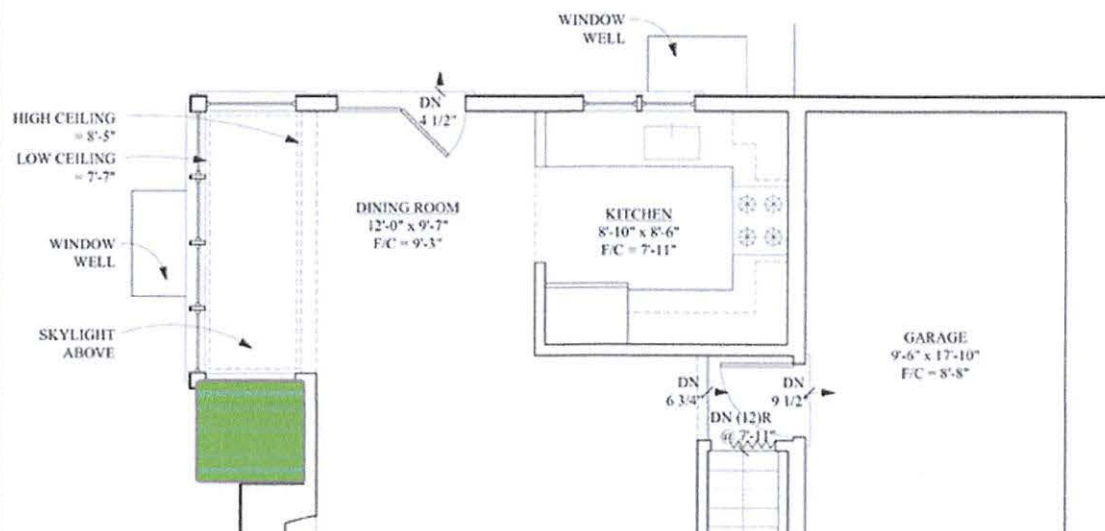 WINDOW
WELL
DN
4 1/2"
HIGH CEILING
= 8'-5"
LOW CEILING
= 7'-7"
DINING ROOM
12'-0" x 9'-7"
F/C = 9'-3"
KITCHEN
8'-10" x 8'-6"
F/C = 7'-11"
WINDOW
WELL
SKYLIGHT
ABOVE
GARAGE
9'-6" x 17'-10"
F/C = 8'-8"
DN
6 3/4"
DN
9 1/2"
DN (12)R
@ 7'-11"